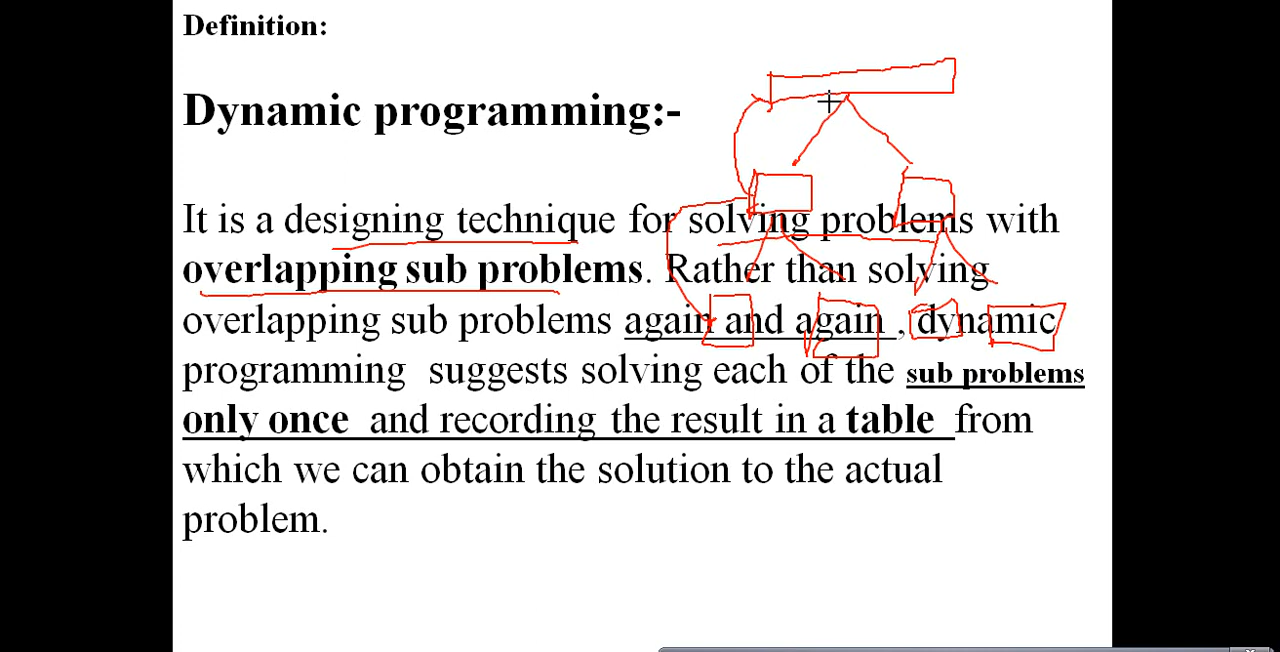 Definition:
Dynamic programming:-
It is a designing technique for solving problems with
overlapping sub problems. Rather than solving
overlapping sub problems again and again , dynamic
programming suggests solving each of the sub problems
only once and recording the result in a table from
which we can obtain the solution to the actual
problem.